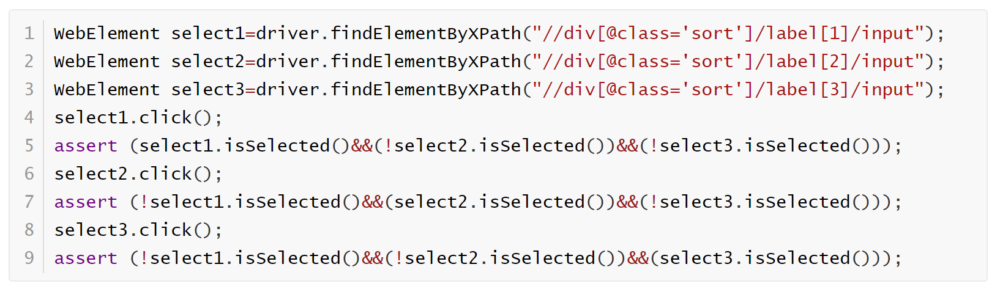 1 WebElement select1=driver.findElementByXPath("//div[@class='sort']/label[1]/input");
2 WebElement select2=driver.findElementByXPath("//div[@class='sort']/label[2]/input");
3 WebElement select3=driver.findElementByXPath("//div[@class='sort']/label[3]/input");
4 select1.click();
5 assert (select1.isSelected()&&(!select2.isSelected())&&(!select3.isSelected()));
6 select2.click();
7 assert (!select1.isSelected()&&(select2.isSelected())&&(!select3.isSelected()));
8 select3.click();
9 assert (!select1.isSelected()&&(!select2.isSelected())&&(select3.isSelected()));